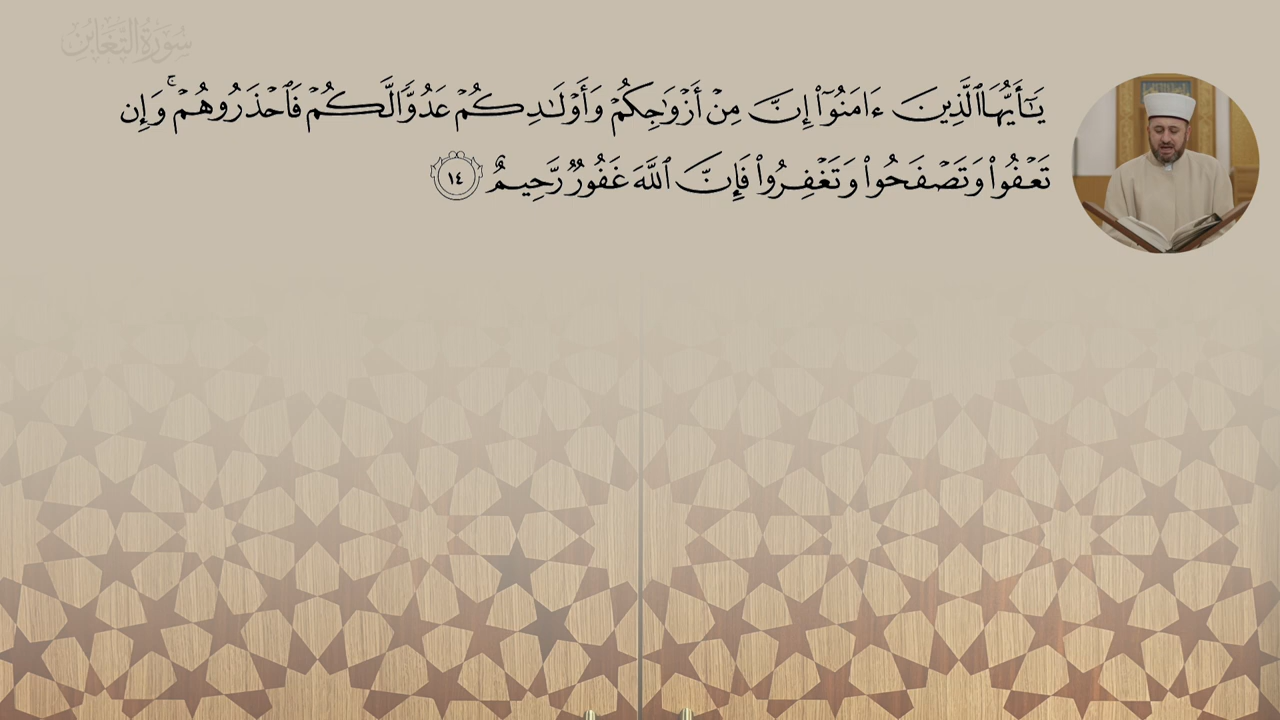 سُورَةُ التَّغَابُنِ
يَـٰٓأَيُّهَا ٱلَّذِينَ ءَامَنُوٓا۟ إِنَّ مِنْ أَزْوَٰجِكُمْ وَأَوْلَـٰدِكُمْ عَدُوًّا لَّكُمْ فَٱحْذَرُوهُمْ ۚ وَإِن
تَعْفُوا۟ وَتَصْفَحُوا۟ وَتَغْفِرُوا۟ فَإِنَّ ٱللَّهَ غَفُورٌ رَّحِيمٌ ١٤